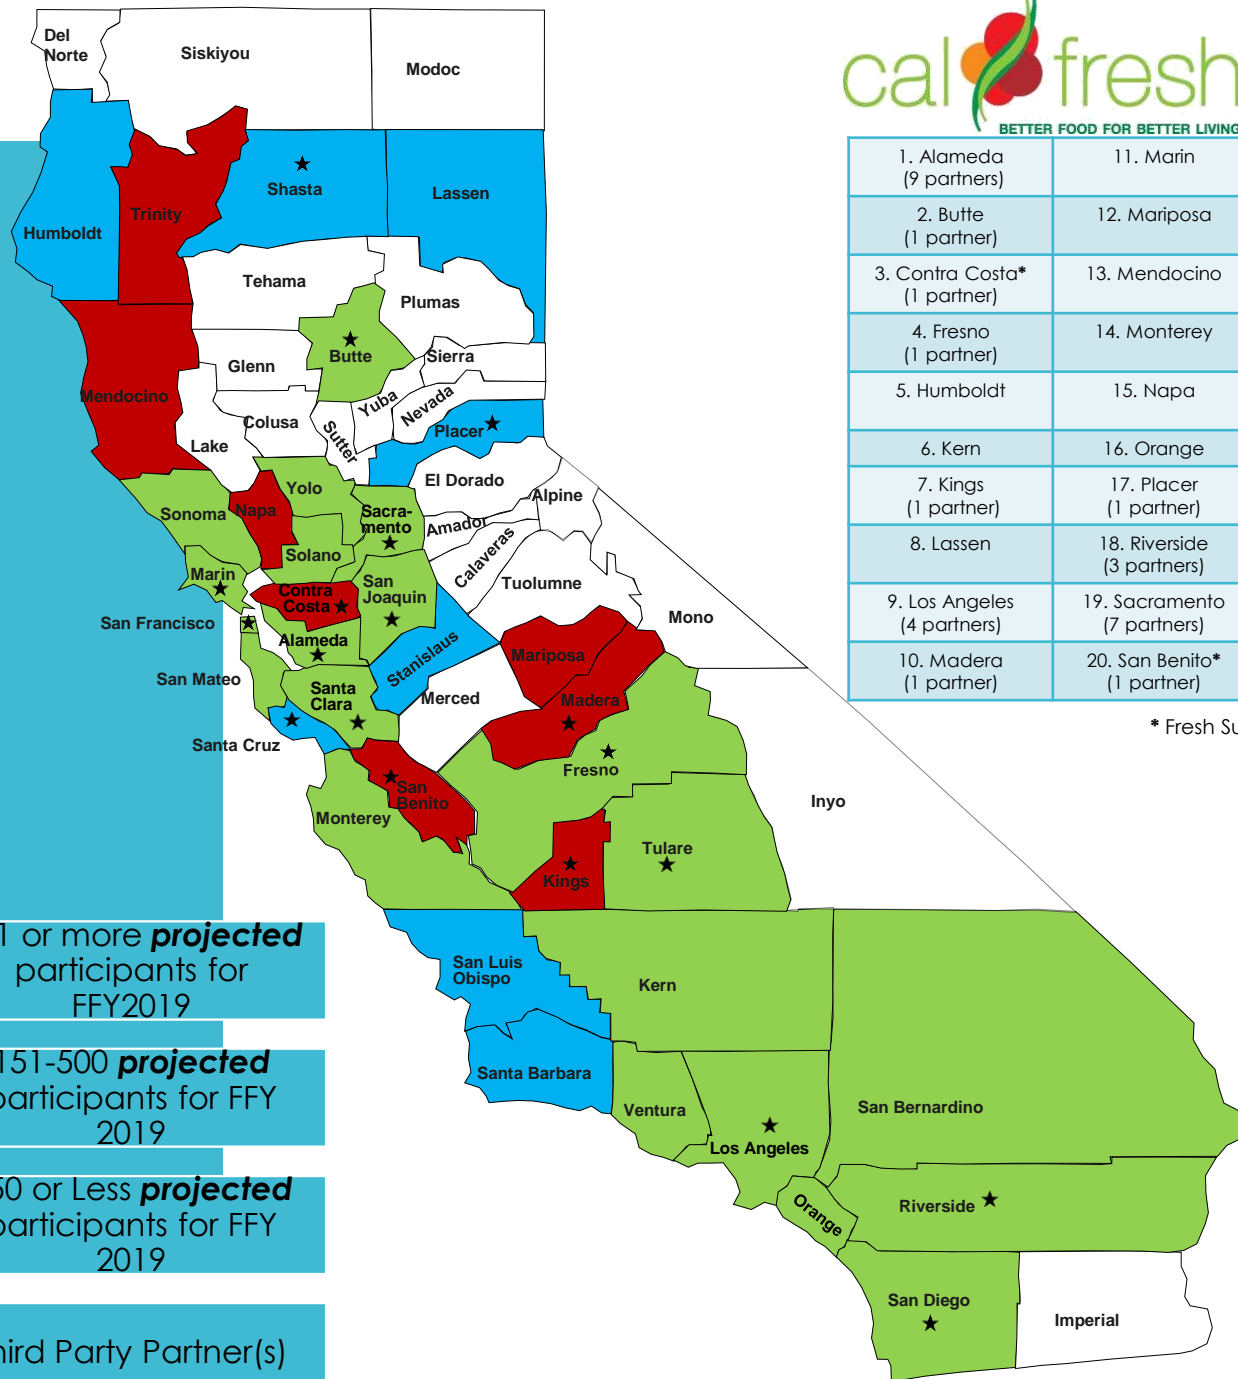 Del
Norte
Siskiyou
Modoc
Humboldt
Trinity
Shasta
Lassen
Tehama
Plumas
Mendocino
Glenn
Butte
Sierra
Lake
Colusa
Sutter
Yuba
Nevada
Placer
El Dorado
Alpine
Sonoma
Napa
Yolo
Sacra-
mento
Amador
Calaveras
Solano
Marin
Contra
Costa
San
Joaquin
Tuolumne
Mono
San Francisco
Alameda
Stanislaus
Mariposa
San Mateo
Santa
Clara
Merced
Madera
Santa Cruz
San
Benito
Fresno
Monterey
Inyo
Kings
Tulare
San Luis
Obispo
Kern
Santa Barbara
Ventura
Los Angeles
San Bernardino
Orange
Riverside
San Diego
Imperial
cal fresh
BETTER FOOD FOR BETTER LIVING
1. Alameda
(9 partners)
11. Marin
2. Butte
(1 partner)
12. Mariposa
3. Contra Costa*
(1 partner)
13. Mendocino
4. Fresno
(1 partner)
14. Monterey
5. Humboldt
15. Napa
6. Kern
16. Orange
7. Kings
(1 partner)
17. Placer
(1 partner)
8. Lassen
18. Riverside
(3 partners)
9. Los Angeles
(4 partners)
19. Sacramento
(7 partners)
10. Madera
(1 partner)
20. San Benito*
(1 partner)
* Fresh Su
1 or more projected
participants for
FFY2019
151-500 projected
participants for FFY
2019
50 or Less projected
participants for FFY
2019
hird Party Partner(s)